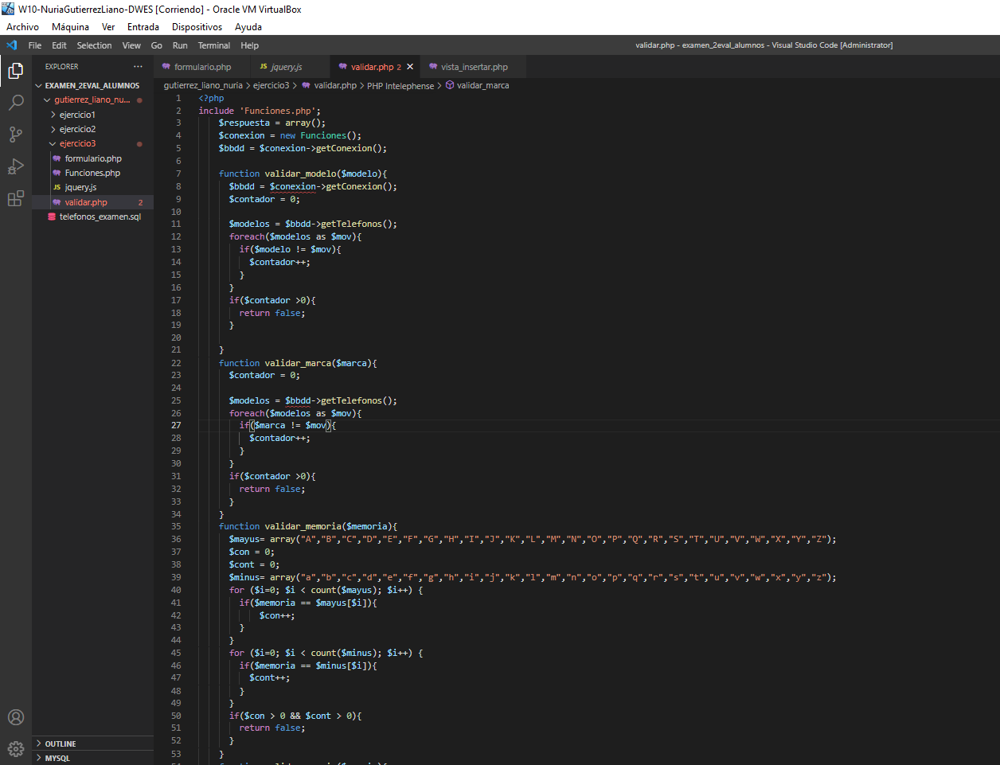 W10-NuriaGutierrezLiano-DWES [Corriendo] - Oracle VM VirtualBox
Archivo Máquina Ver Entrada Dispositivos Ayuda
File Edit Selection View Go Run Terminal Help validar.php - examen_2eval_alumnos - Visual Studio Code [Administrator]
EXPLORER ...
EXAMEN_2EVAL_ALUMNOS
gutierrez_liano_nu...
ejercicio1
ejercicio2
ejercicio3
formulario.php
Funciones.php
JS jquery.js
validar.php 2
telefonos_examen.sql
OUTLINE
MYSQL
formulario.php JS jquery.js validar.php 2 vista_insertar.php
gutierrez_liano_nuria > ejercicio3 > validar.php > PHP Intelephense > validar_marca
1 <?php
2 include 'Funciones.php';
3 $respuesta = array();
4 $conexion = new Funciones();
5 $bbdd = $conexion->getConexion();
6
7 function validar_modelo($modelo){
8 $bbdd = $conexion->getConexion();
9 $contador = 0;
10
11 $modelos = $bbdd->getTelefonos();
12 foreach($modelos as $mov){
13 if($modelo != $mov){
14 $contador++;
15 }
16 }
17 if($contador >0){
18 return false;
19 }
20
21 }
22 function validar_marca($marca){
23 $contador = 0;
24
25 $modelos = $bbdd->getTelefonos();
26 foreach($modelos as $mov){
27 if($marca != $mov){
28 $contador++;
29 }
30 }
31 if($contador >0){
32 return false;
33 }
34 }
35 function validar_memoria($memoria){
36 $mayus= array("A","B","C","D","E","F","G","H","I","J","K","L","M","N","O","P","Q","R","S","T","U","V","W","X","Y","Z");
37 $con = 0;
38 $cont = 0;
39 $minus= array("a","b","c","d","e","f","g","h","i","j","k","l","m","n","o","p","q","r","s","t","u","v","w","x","y","z");
40 for ($i=0; $i < count($mayus); $i++) {
41 if($memoria == $mayus[$i]){
42 $con++;
43 }
44 }
45 for ($i=0; $i < count($minus); $i++) {
46 if($memoria == $minus[$i]){
47 $cont++;
48 }
49 }
50 if($con > 0 && $cont > 0){
51 return false;
52 }
53 }